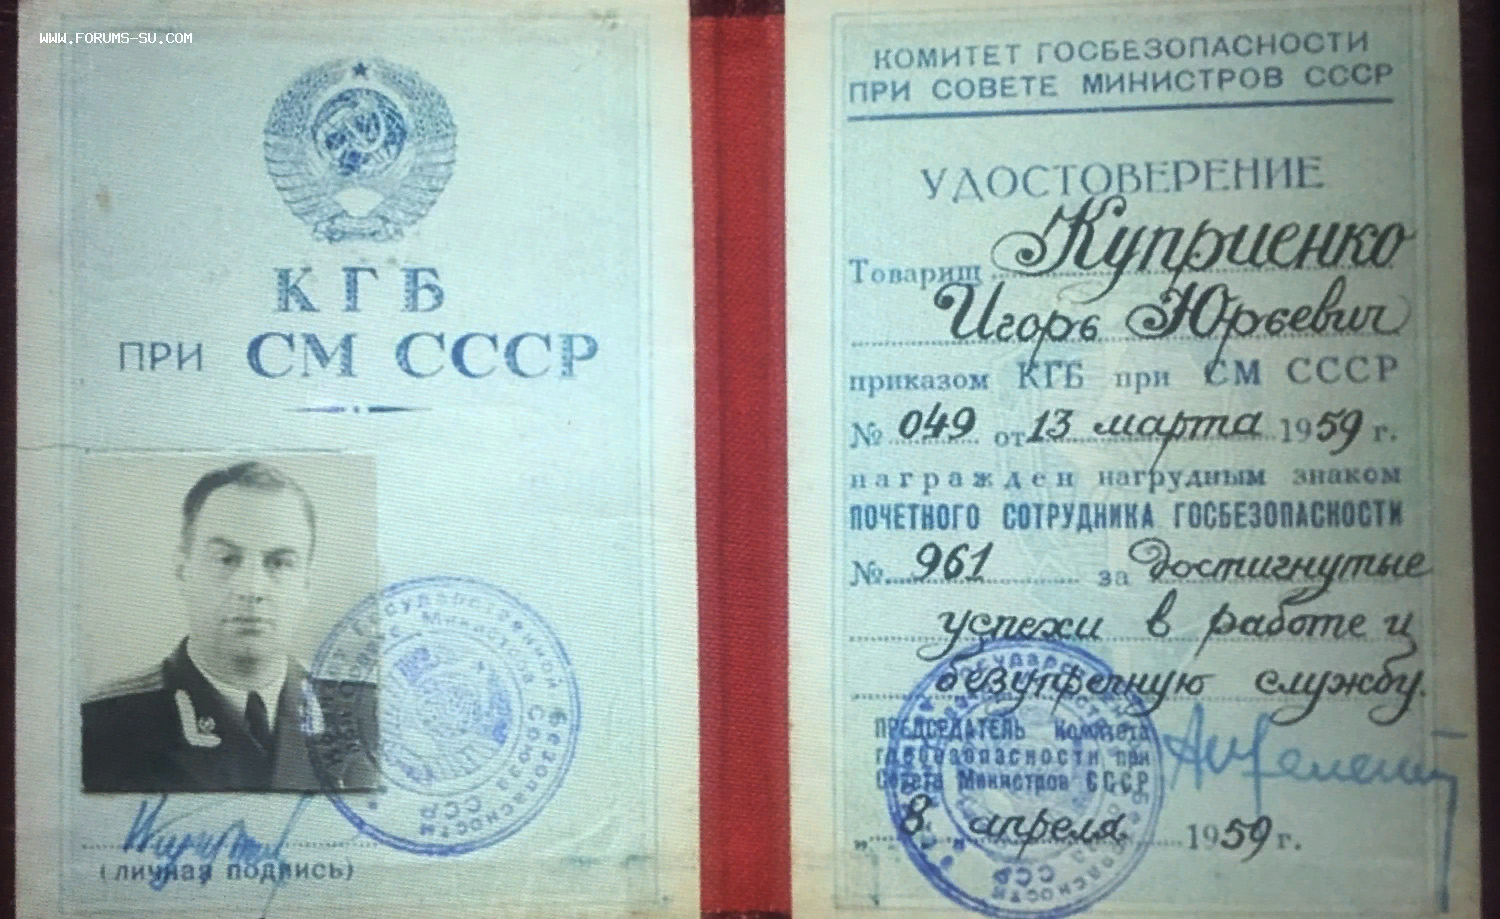 WWW.FORUMS-SU.COM
КГБ
ПРИ СМ СССР
(личная подпись)
КОМИТЕТ ГОСБЕЗОПАСНОСТИ
ПРИ СОВЕТЕ МИНИСТРОВ СССР
УДОСТОВЕРЕНИЕ
Товарищ Куприенко
Игорь Юрьевич
приказом КГБ при СМ СССР
№ 049 от 13 марта 1959 г.
награжден нагрудным знаком
ПОЧЕТНОГО СОТРУДНИКА ГОСБЕЗОПАСНОСТИ
№ 961 за достигнутые
успехи в работе и
безупречную службу.
ПРЕДСЕДАТЕЛЬ Комитета
госбезопасности при
Совете Министров СССР
„8 апреля 1959 г.